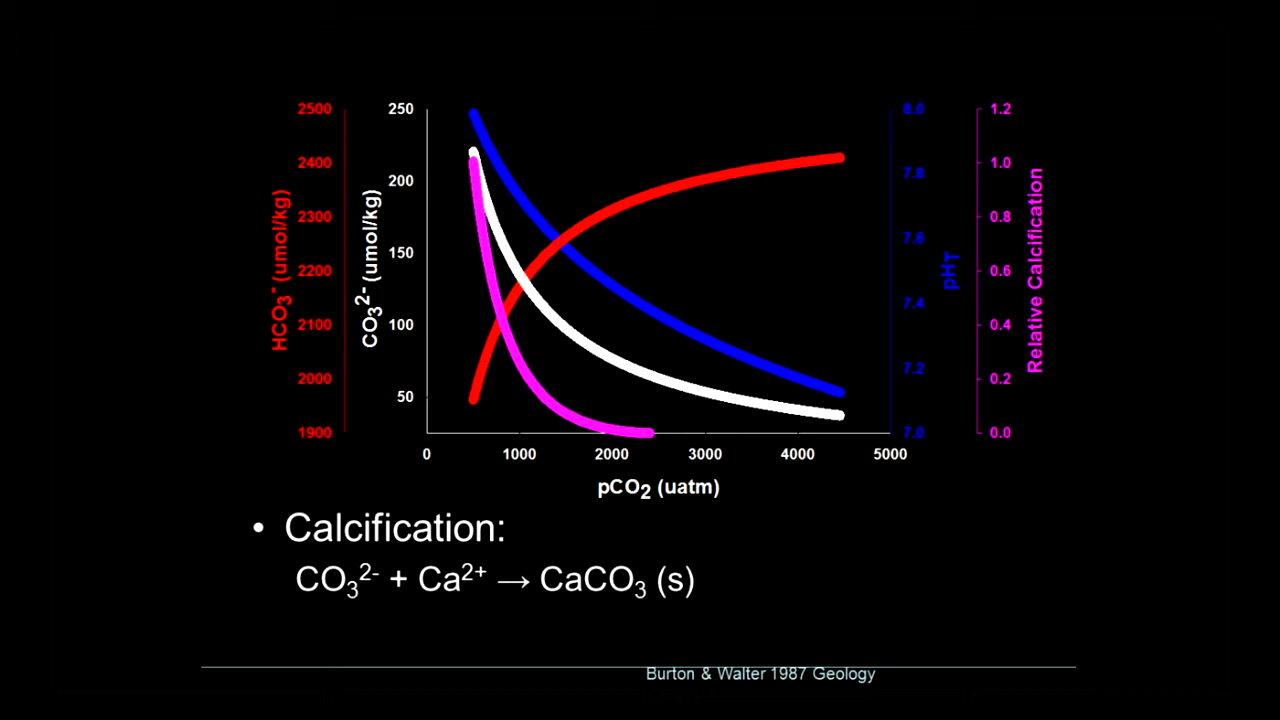 2500
2400
2300
2200
2100
2000
1900
HCO₃⁻ (umol/kg)
250
200
150
100
50
CO₃²⁻ (umol/kg)
8.0
7.8
7.6
7.4
7.2
7.0
pHT
1.2
1.0
0.8
0.6
0.4
0.2
0.0
Relative Calcification
0 1000 2000 3000 4000 5000
pCO₂ (uatm)
• Calcification:
CO₃²⁻ + Ca²⁺ → CaCO₃ (s)
Burton & Walter 1987 Geology